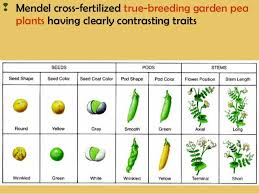 Mendel cross-fertilized true-breeding garden pea
plants having clearly contrasting traits
SEEDS PODS STEMS
Seed Shape Seed Color Seed Coat Color Pod Shape Pod Color Flower Position Stem Length
Round Yellow Gray Smooth Green Axial Long
Wrinkled Green White Wrinkled Yellow Terminal Short